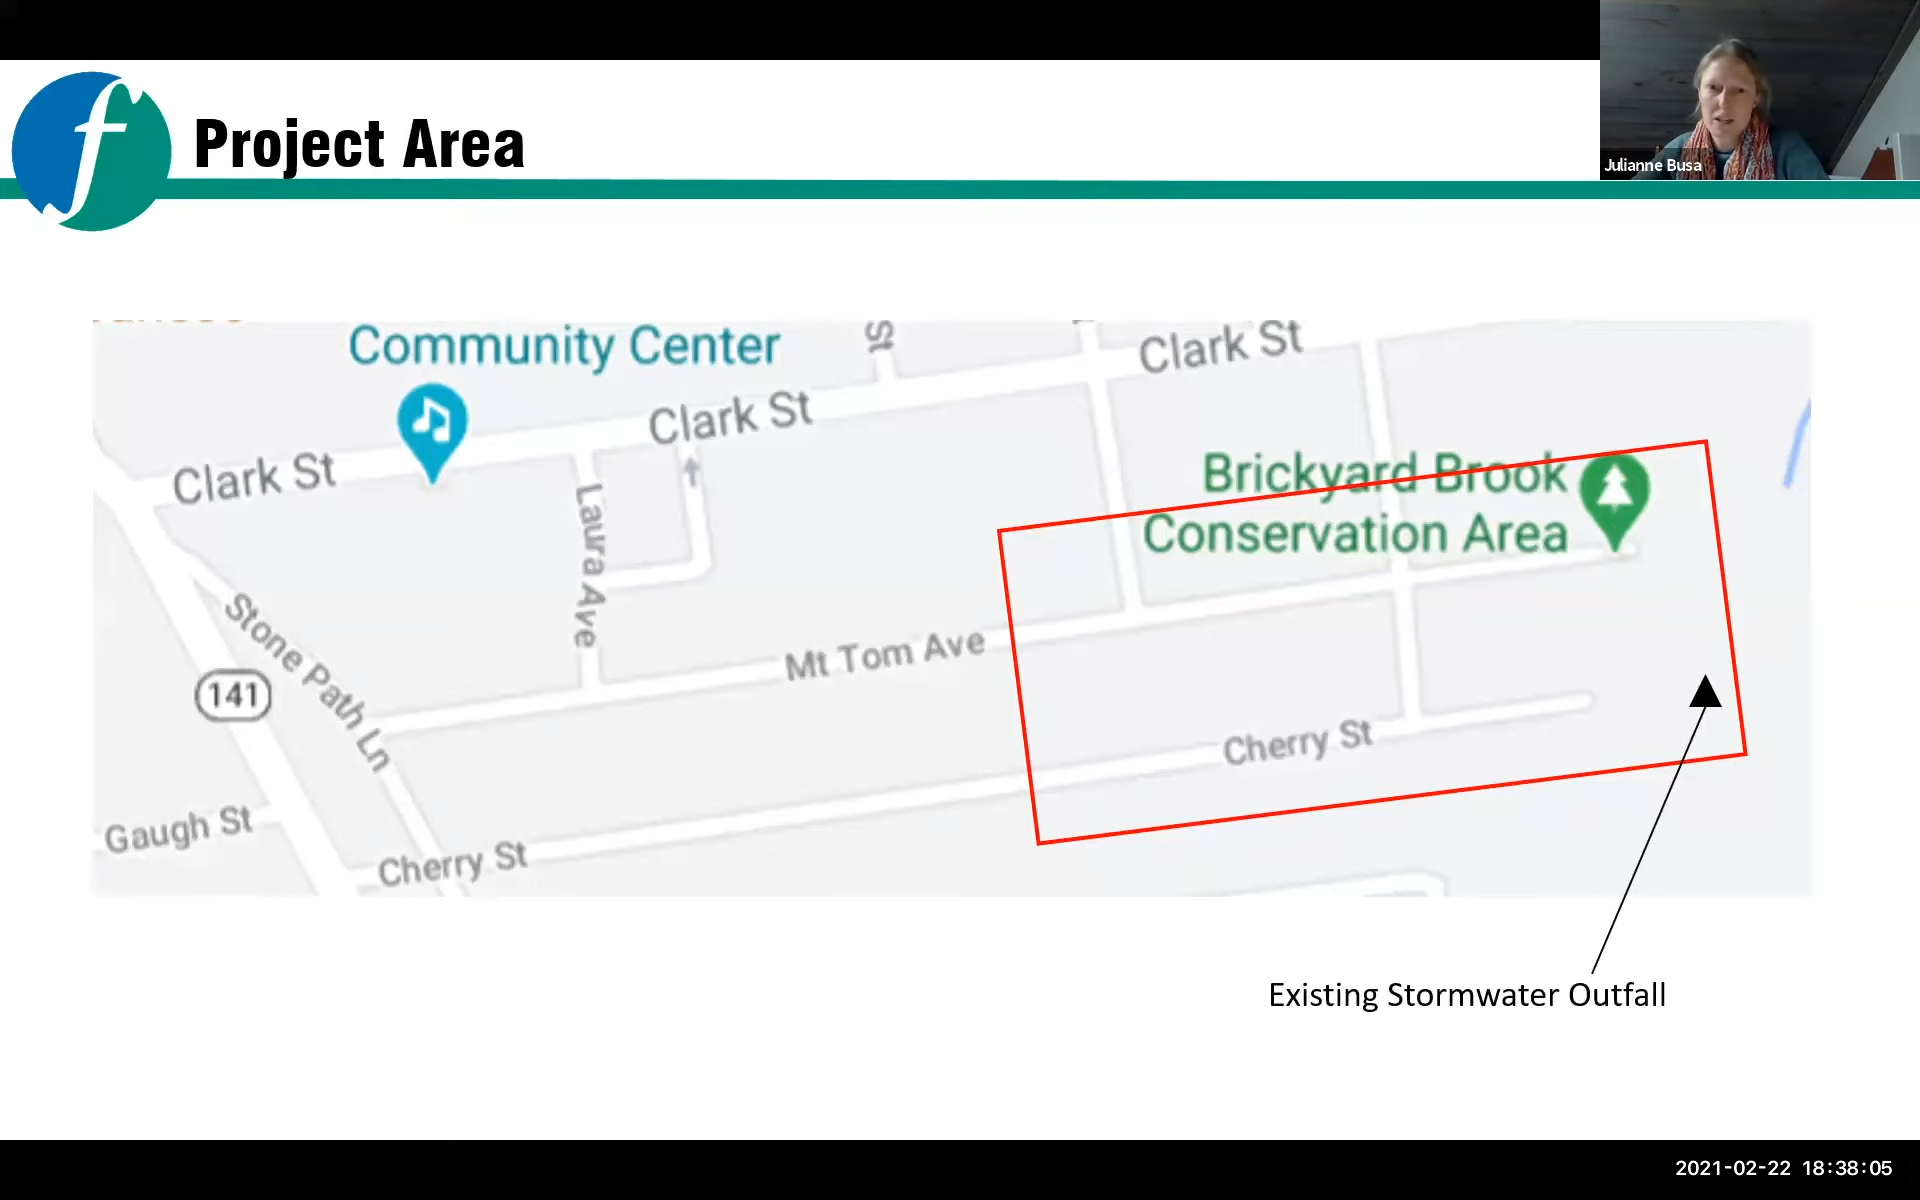 f
Project Area
Julianne Busa
Community Center
St
Clark St
Clark St
Clark St
Laura Ave
Brickyard Brook
Conservation Area
Stone Path Ln
141
Mt Tom Ave
Cherry St
Gaugh St
Cherry St
Existing Stormwater Outfall
2021-02-22 18:38:05